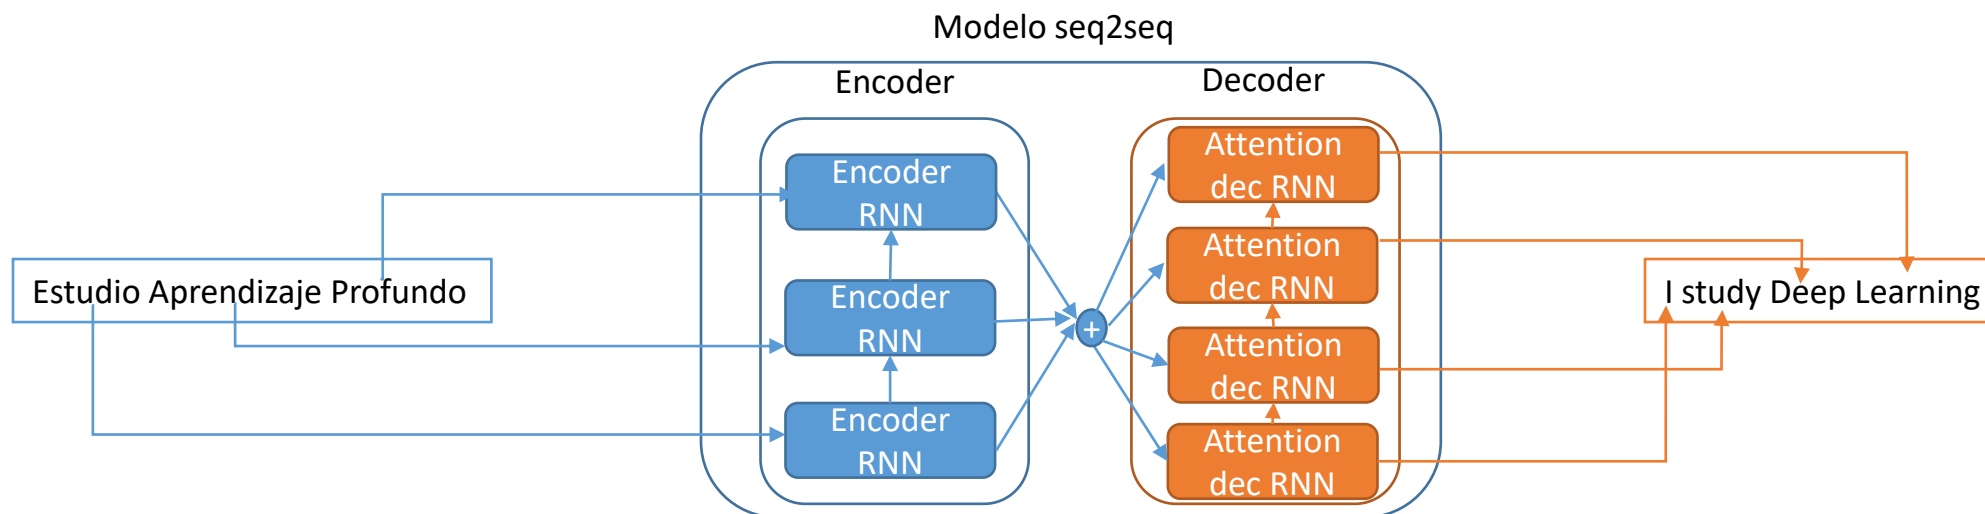 Modelo seq2seq
Encoder
Decoder
Encoder
RNN
Encoder
RNN
Encoder
RNN
Attention
dec RNN
Attention
dec RNN
Attention
dec RNN
Attention
dec RNN
Estudio Aprendizaje Profundo
+
I study Deep Learning